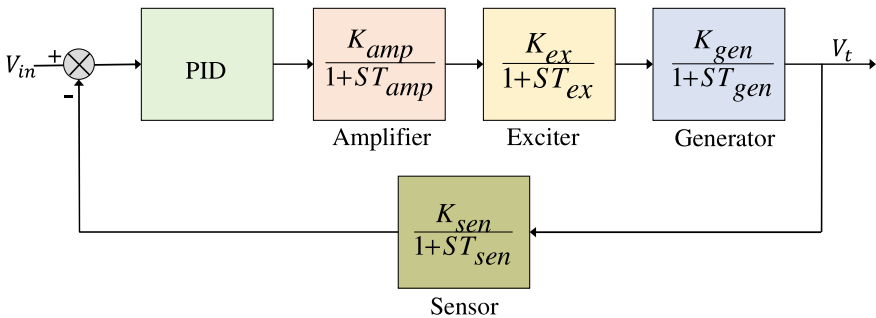 V_in
+
-
PID
K_amp
1+ST_amp
Amplifier
K_ex
1+ST_ex
Exciter
K_gen
1+ST_gen
Generator
V_t
K_sen
1+ST_sen
Sensor